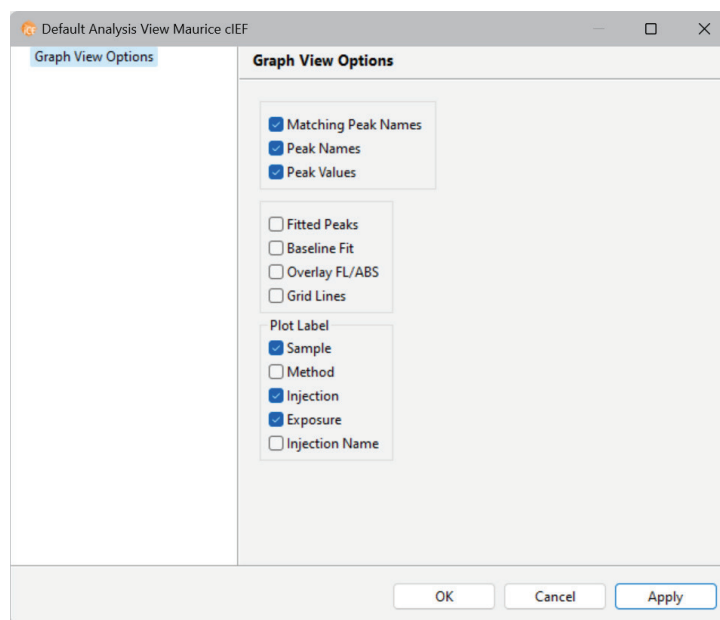 Default Analysis View Maurice cIEF
Graph View Options
Graph View Options
Matching Peak Names
Peak Names
Peak Values
Fitted Peaks
Baseline Fit
Overlay FL/ABS
Grid Lines
Plot Label
Sample
Method
Injection
Exposure
Injection Name
OK Cancel Apply